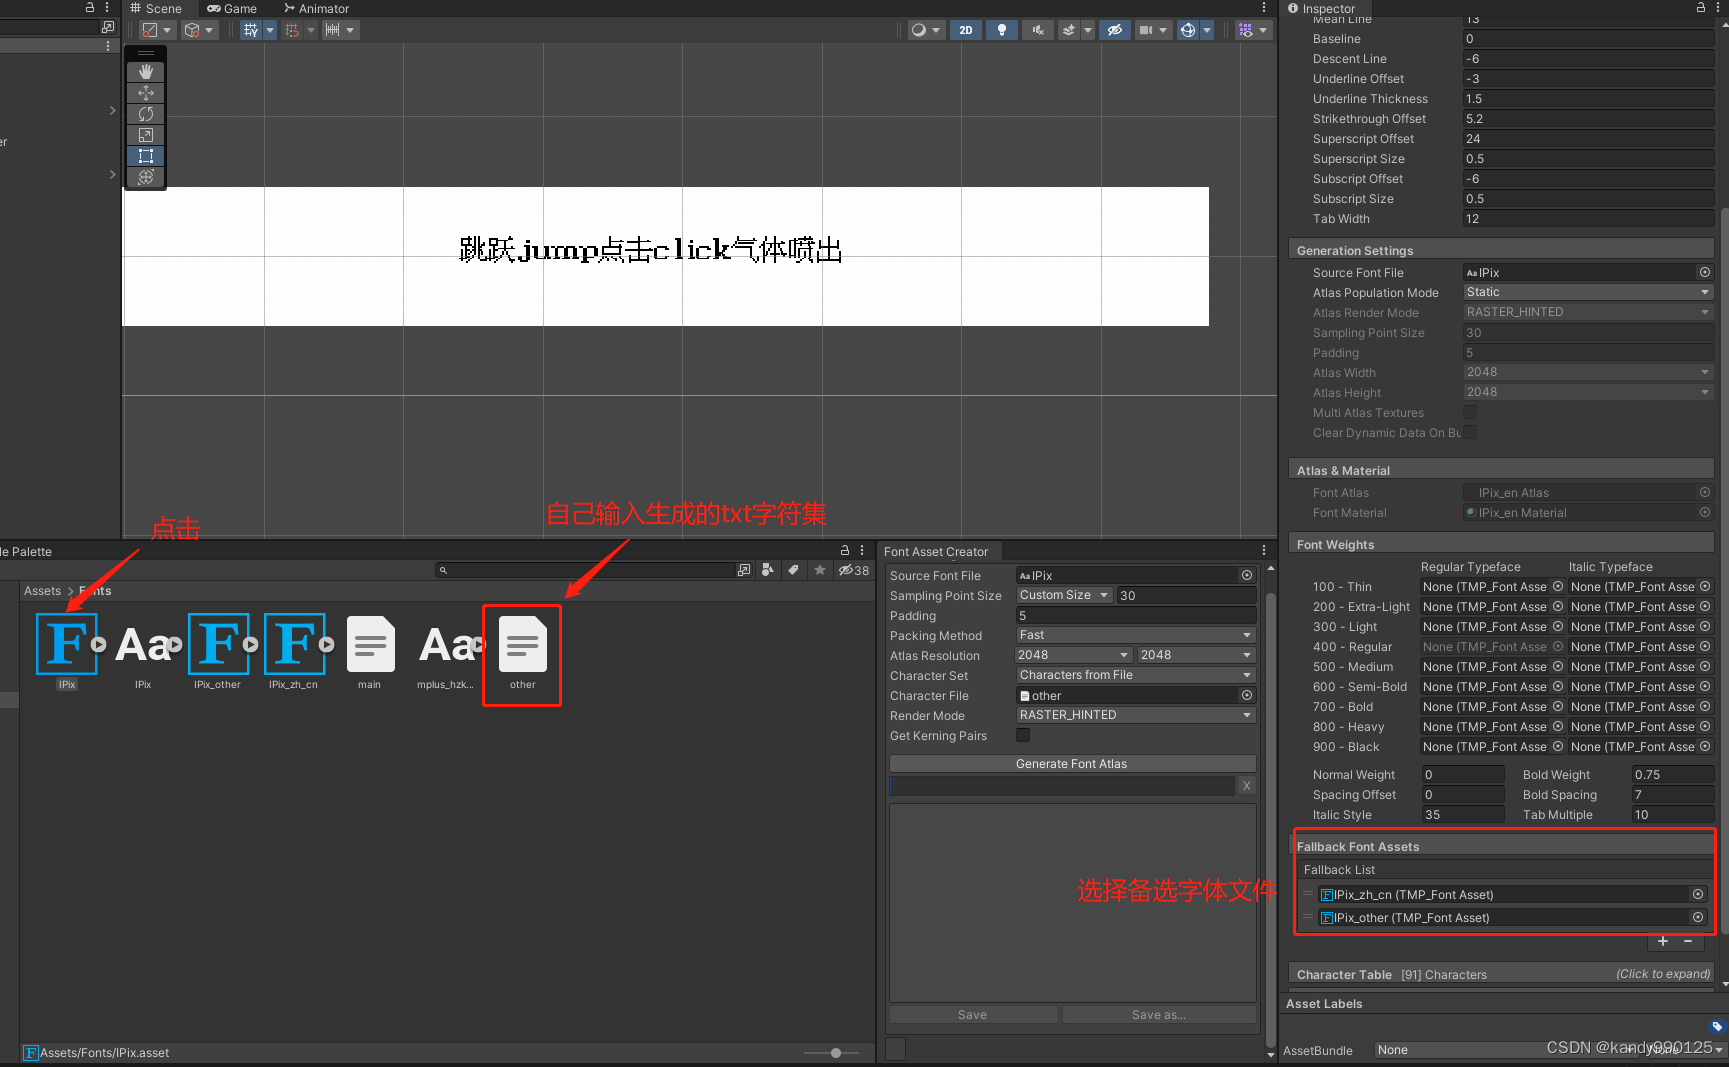 Scene
Game
Animator
2D
er
跳跃jump点击click气体喷出
自己输入生成的txt字符集
点击
le Palette
38
Assets > Fonts
IPix
IPix
IPix_other
IPix_zh_cn
main
mplus_hzk...
other
Assets/Fonts/IPix.asset
Font Asset Creator
Source Font File IPix
Sampling Point Size Custom Size 30
Padding 5
Packing Method Fast
Atlas Resolution 2048 2048
Character Set Characters from File
Character File other
Render Mode RASTER_HINTED
Get Kerning Pairs
Generate Font Atlas
X
选择备选字体文件
Save Save as...
Inspector
Mean Line 13
Baseline 0
Descent Line -6
Underline Offset -3
Underline Thickness 1.5
Strikethrough Offset 5.2
Superscript Offset 24
Superscript Size 0.5
Subscript Offset -6
Subscript Size 0.5
Tab Width 12
Generation Settings
Source Font File IPix
Atlas Population Mode Static
Atlas Render Mode RASTER_HINTED
Sampling Point Size 30
Padding 5
Atlas Width 2048
Atlas Height 2048
Multi Atlas Textures
Clear Dynamic Data On Bu
Atlas & Material
Font Atlas IPix_en Atlas
Font Material IPix_en Material
Font Weights
Regular Typeface Italic Typeface
100 - Thin None (TMP_Font Asse None (TMP_Font Asset
200 - Extra-Light None (TMP_Font Asse None (TMP_Font Asset
300 - Light None (TMP_Font Asse None (TMP_Font Asset
400 - Regular None (TMP_Font Asse None (TMP_Font Asset
500 - Medium None (TMP_Font Asse None (TMP_Font Asset
600 - Semi-Bold None (TMP_Font Asse None (TMP_Font Asset
700 - Bold None (TMP_Font Asse None (TMP_Font Asset
800 - Heavy None (TMP_Font Asse None (TMP_Font Asset
900 - Black None (TMP_Font Asse None (TMP_Font Asset
Normal Weight 0 Bold Weight 0.75
Spacing Offset 0 Bold Spacing 7
Italic Style 35 Tab Multiple 10
Fallback Font Assets
Fallback List
IPix_zh_cn (TMP_Font Asset)
IPix_other (TMP_Font Asset)
+ −
Character Table [91] Characters (Click to expand)
Asset Labels
AssetBundle None None
CSDN @kandy990125